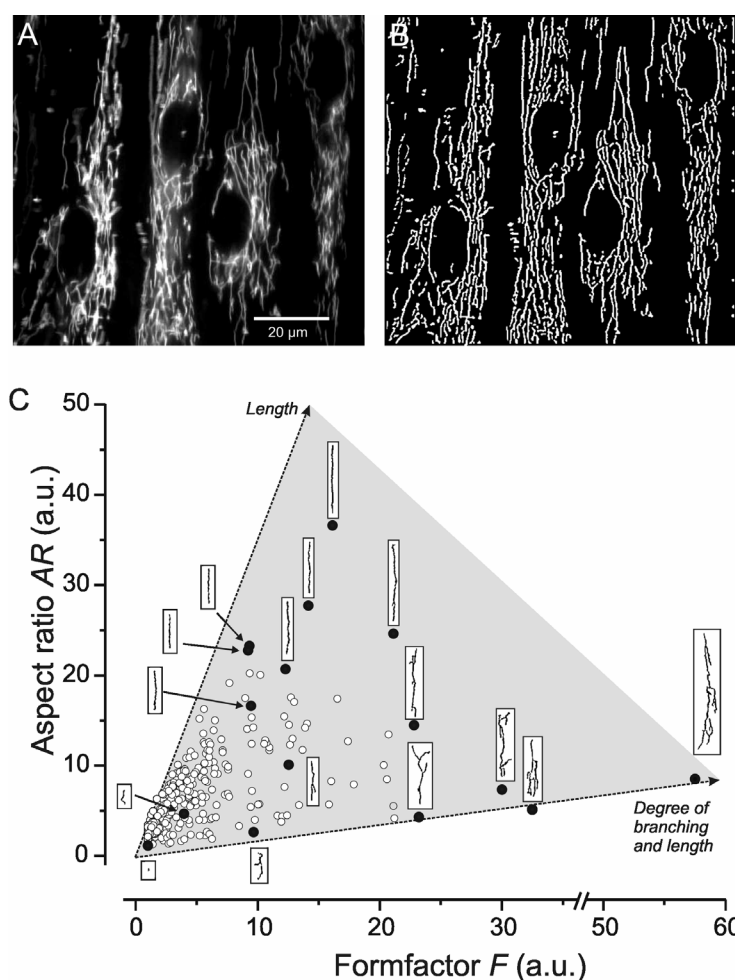 A
B
20 μm
C
Aspect ratio AR (a.u.)
50
40
30
20
10
0
Length
Degree of
branching
and length
0
10
20
30
50
60
Formfactor F (a.u.)